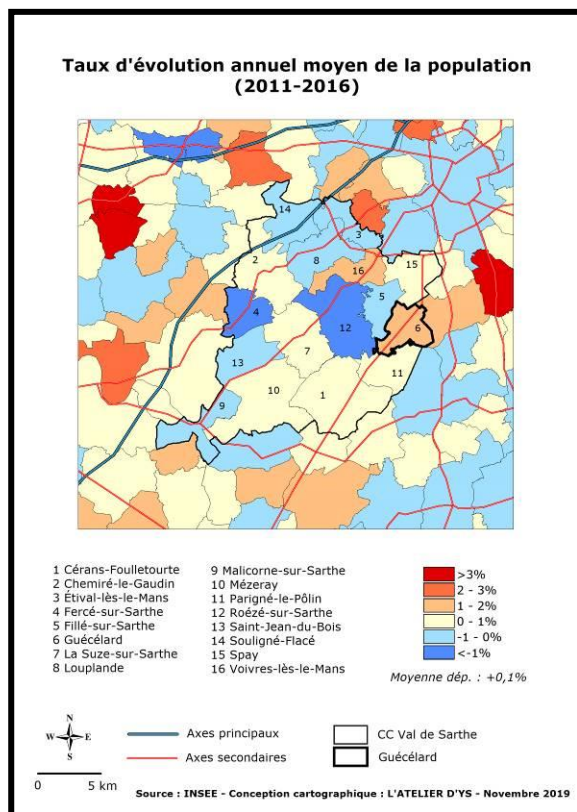 Taux d'évolution annuel moyen de la population
(2011-2016)
14
3
2
8
15
16
5
4
12
6
7
13
11
10
1
9
1 Cérans-Foulletourte
2 Chemiré-le-Gaudin
3 Étival-lès-le Mans
4 Fercé-sur-Sarthe
5 Fillé-sur-Sarthe
6 Guécélard
7 La Suze-sur-Sarthe
8 Louplande
9 Malicorne-sur-Sarthe
10 Mézeray
11 Parigné-le-Pôlin
12 Roézé-sur-Sarthe
13 Saint-Jean-du-Bois
14 Souligné-Flacé
15 Spay
16 Voivres-lès-le-Mans
>3%
2 - 3%
1 - 2%
0 - 1%
-1 - 0%
<-1%
Moyenne dép. : +0,1%
N
W E
S
Axes principaux
Axes secondaires
CC Val de Sarthe
Guécélard
0 5 km
Source : INSEE - Conception cartographique : L'ATELIER D'YS - Novembre 2019